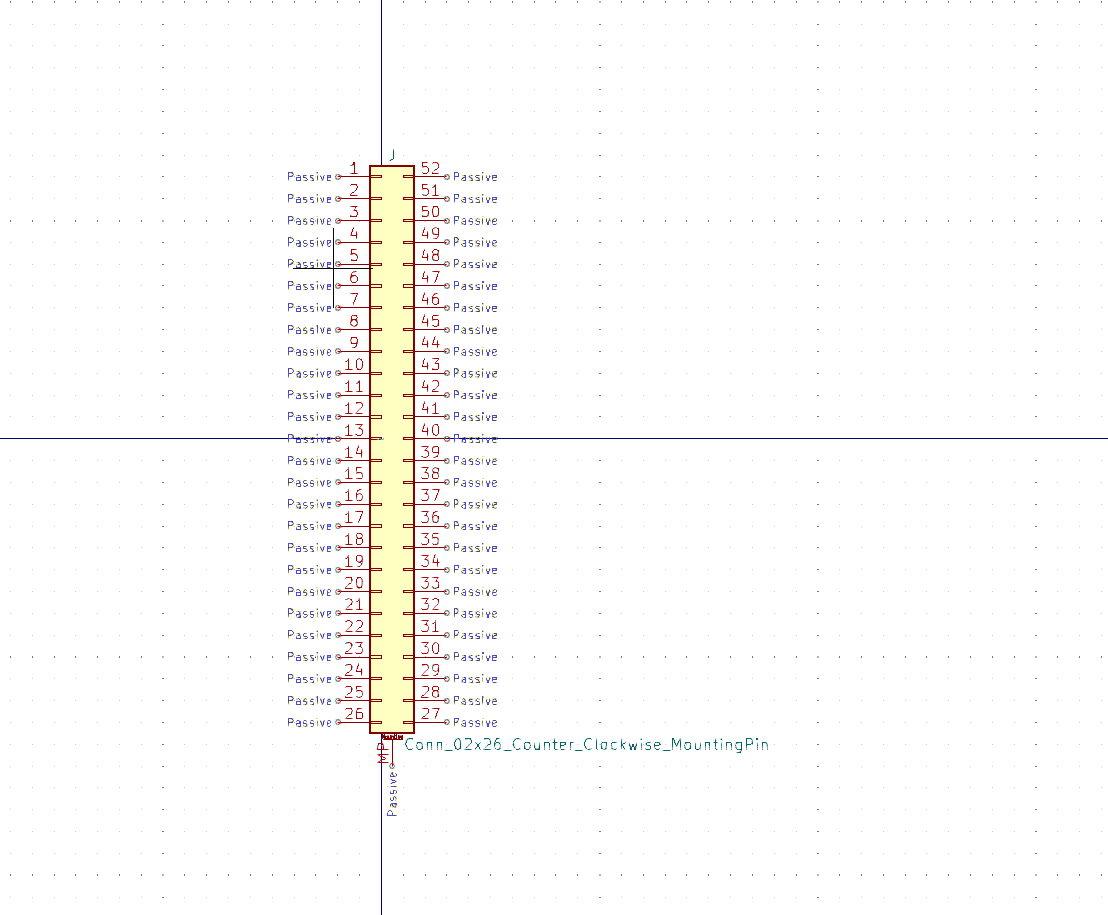 J
Passive 1 52 Passive
Passive 2 51 Passive
Passive 3 50 Passive
Passive 4 49 Passive
Passive 5 48 Passive
Passive 6 47 Passive
Passive 7 46 Passive
Passive 8 45 Passive
Passive 9 44 Passive
Passive 10 43 Passive
Passive 11 42 Passive
Passive 12 41 Passive
Passive 13 40 Passive
Passive 14 39 Passive
Passive 15 38 Passive
Passive 16 37 Passive
Passive 17 36 Passive
Passive 18 35 Passive
Passive 19 34 Passive
Passive 20 33 Passive
Passive 21 32 Passive
Passive 22 31 Passive
Passive 23 30 Passive
Passive 24 29 Passive
Passive 25 28 Passive
Passive 26 27 Passive
Conn_02x26_Counter_Clockwise_MountingPin
MP
Passive